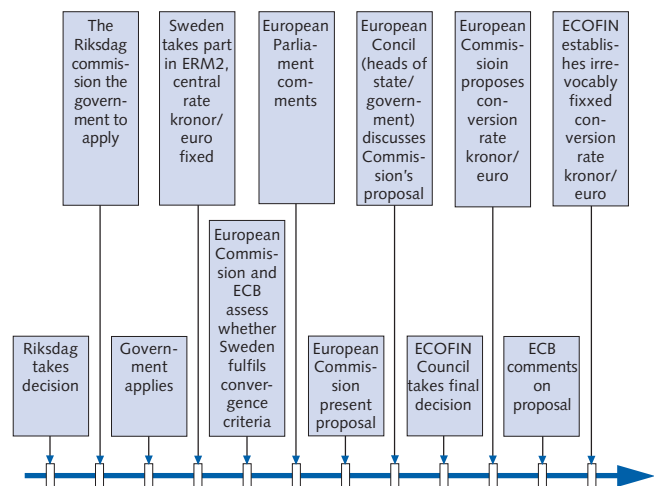 The
Riksdag
commis-
sion the
govern-
ment to
apply
Sweden
takes part
in ERM2,
central
rate
kronor/
euro
fixed
European
Parlia-
ment
com-
ments
European
Concil
(heads of
state/
govern-
ment)
discusses
Commis-
sion's
proposal
European
Commis-
sioin
proposes
con-
version
rate
kronor/
euro
ECOFIN
establis-
hes irre-
vocably
fixxed
con-
version
rate
kronor/
euro
Riksdag
takes
decision
Govern-
ment
applies
European
Commis-
sion and
ECB
assess
whether
Sweden
fulfils
conver-
gence
criteria
European
Commis-
sion
present
proposal
ECOFIN
Council
takes final
decision
ECB
comments
on
proposal